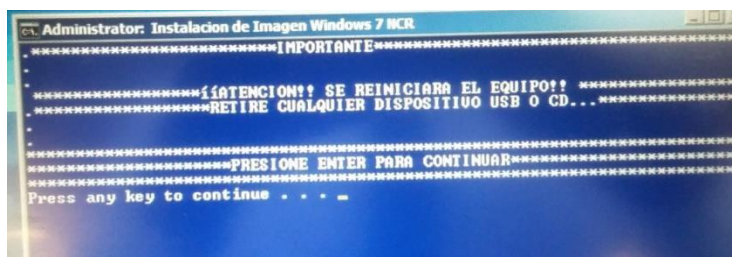 Administrator: Instalacion de Imagen Windows 7 NCR
.**************************IMPORTANTE**************************************
.
.
.******************¡¡ATENCION!! SE REINICIARA EL EQUIPO!! *****************
.*******************RETIRE CUALQUIER DISPOSITIVO USB O CD...***************
.
.
***************************************************************************
**********************PRESIONE ENTER PARA CONTINUAR************************
***************************************************************************
Press any key to continue . . . _